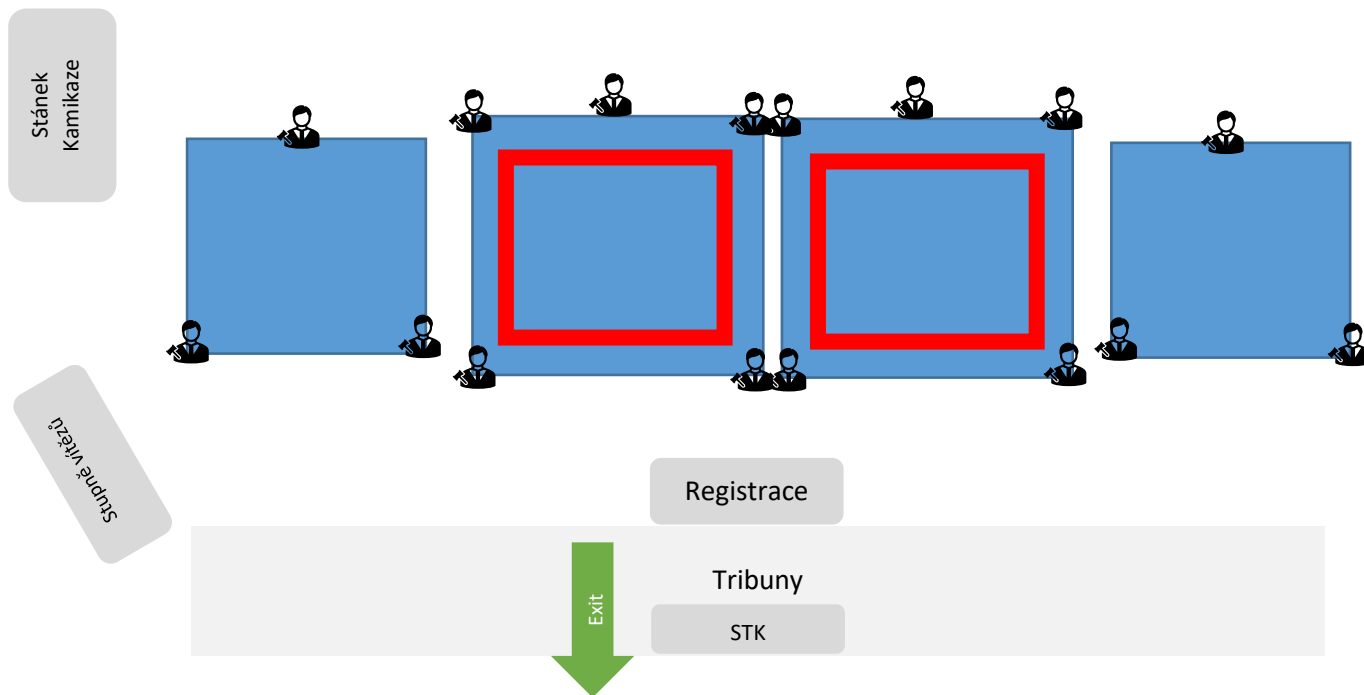 Stánek
Kamikaze
Stupně vítězů
Registrace
Tribuny
Exit
STK